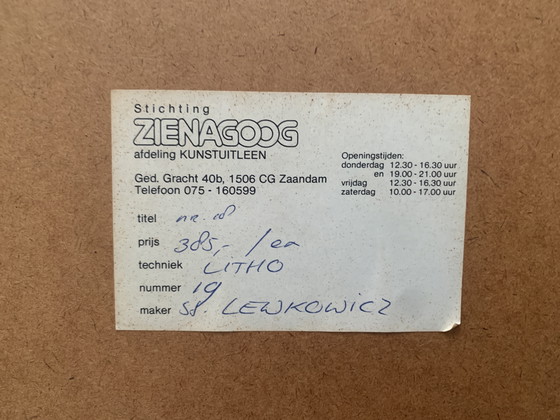 Stichting
ZIENAGOOG
afdeling KUNSTUITLEEN
Ged. Gracht 40b, 1506 CG Zaandam
Telefoon 075 - 160599
Openingstijden:
donderdag 12.30 - 16.30 uur
en 19.00 - 21.00 uur
vrijdag 12.30 - 16.30 uur
zaterdag 10.00 - 17.00 uur
titel nr.
prijs 385,- /
techniek LITHO
nummer 19
maker LEWKOWICZ